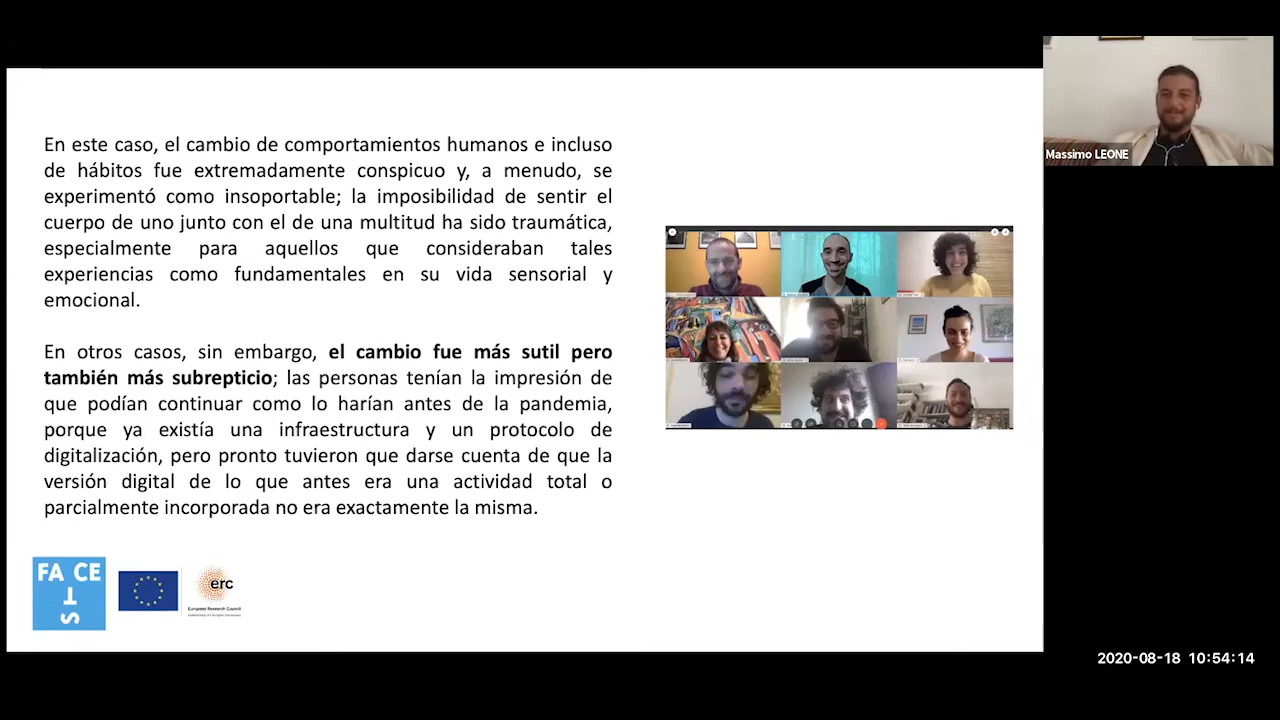 En este caso, el cambio de comportamientos humanos e incluso
de hábitos fue extremadamente conspicuo y, a menudo, se
experimentó como insoportable; la imposibilidad de sentir el
cuerpo de uno junto con el de una multitud ha sido traumática,
especialmente para aquellos que consideraban tales
experiencias como fundamentales en su vida sensorial y
emocional.
En otros casos, sin embargo, el cambio fue más sutil pero
también más subrepticio; las personas tenían la impresión de
que podían continuar como lo harían antes de la pandemia,
porque ya existía una infraestructura y un protocolo de
digitalización, pero pronto tuvieron que darse cuenta de que la
versión digital de lo que antes era una actividad total o
parcialmente incorporada no era exactamente la misma.
FA CE
T
S
erc
European Research Council
Massimo LEONE
2020-08-18 10:54:14